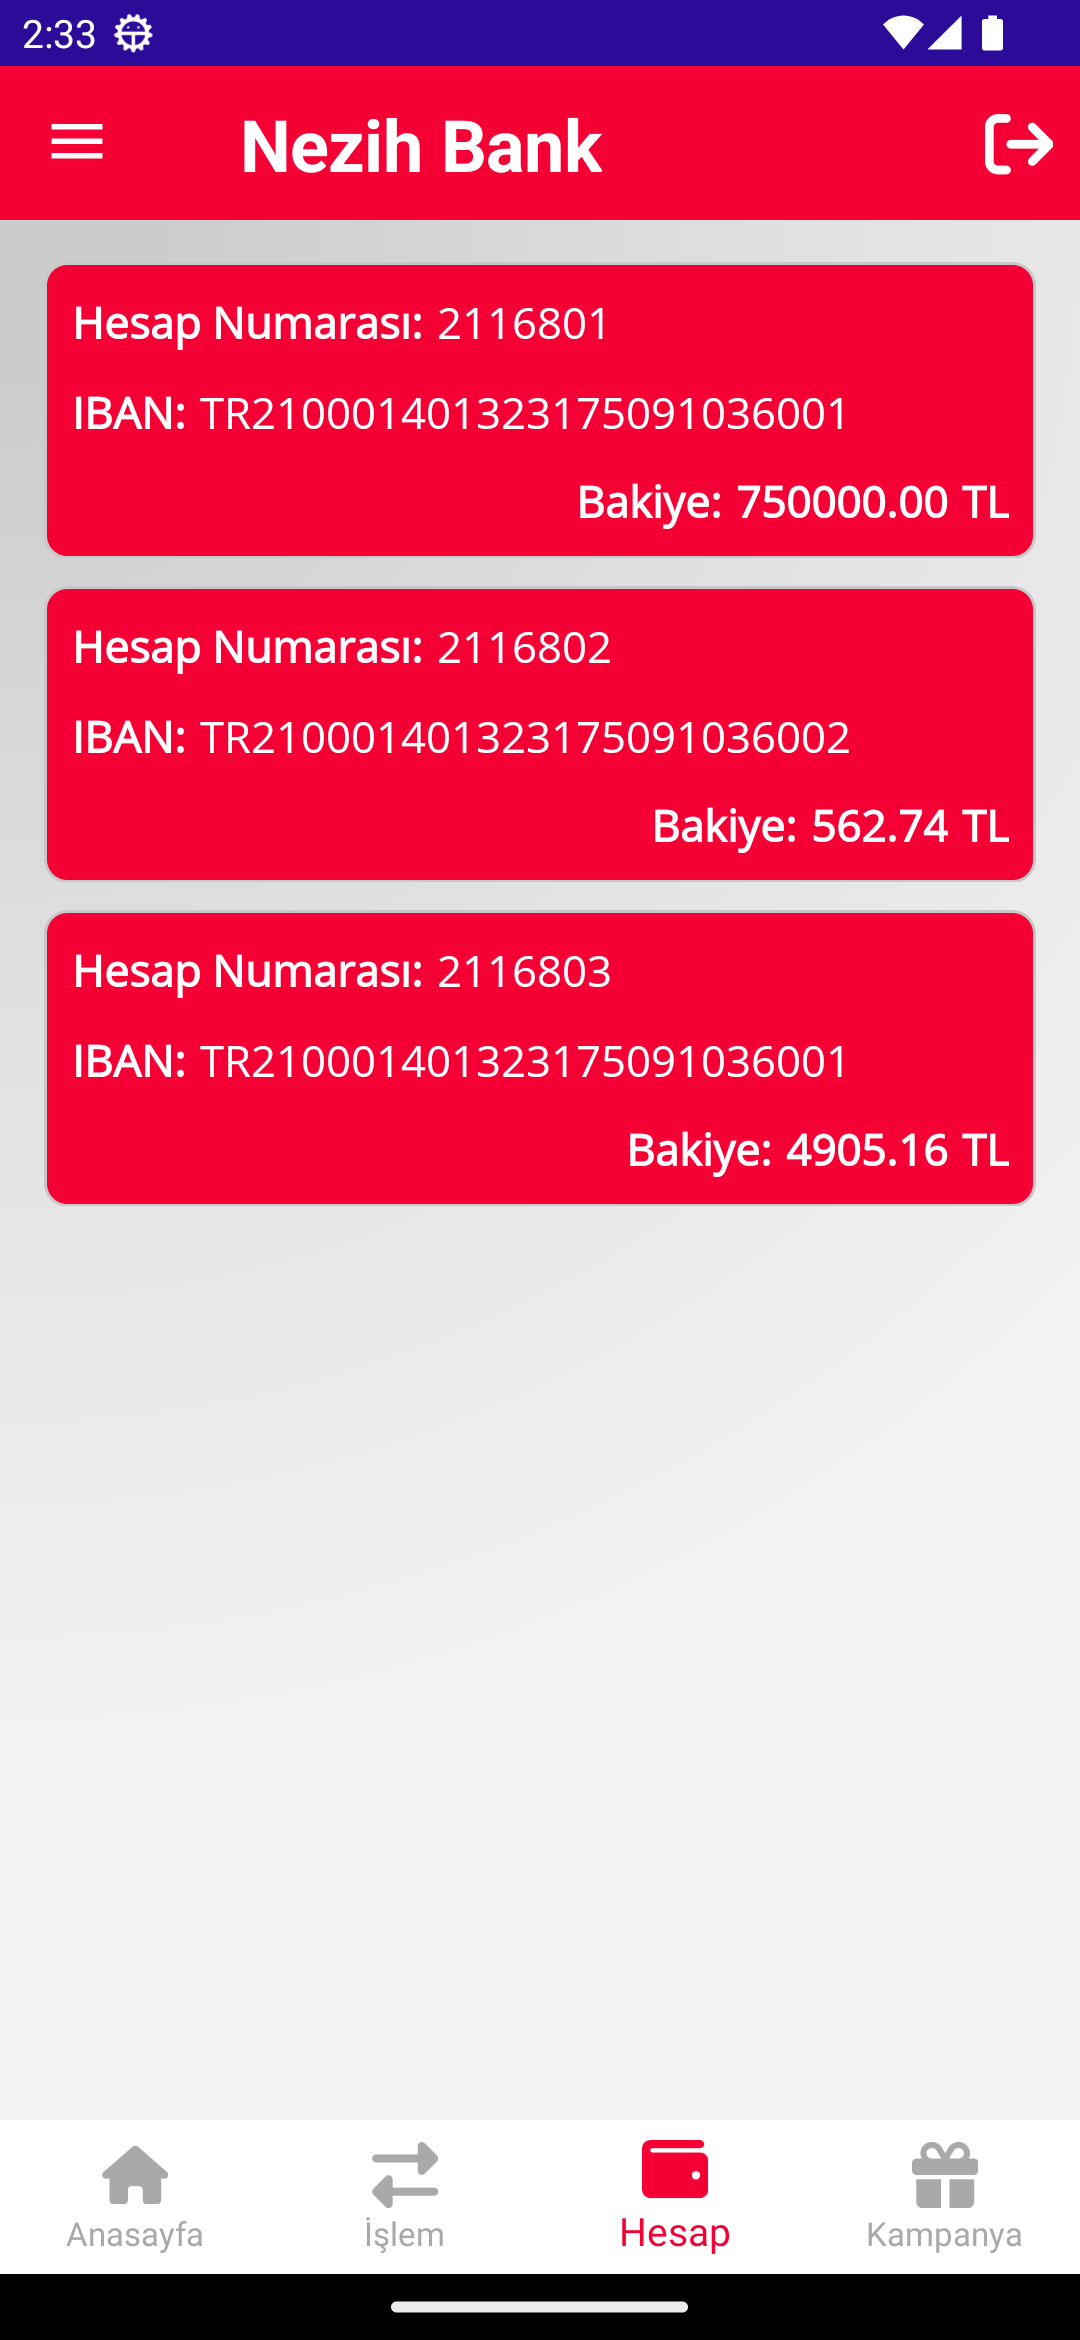 2:33
Nezih Bank
Hesap Numarası: 2116801
IBAN: TR210001401323175091036001
Bakiye: 750000.00 TL
Hesap Numarası: 2116802
IBAN: TR210001401323175091036002
Bakiye: 562.74 TL
Hesap Numarası: 2116803
IBAN: TR210001401323175091036001
Bakiye: 4905.16 TL
Anasayfa
İşlem
Hesap
Kampanya